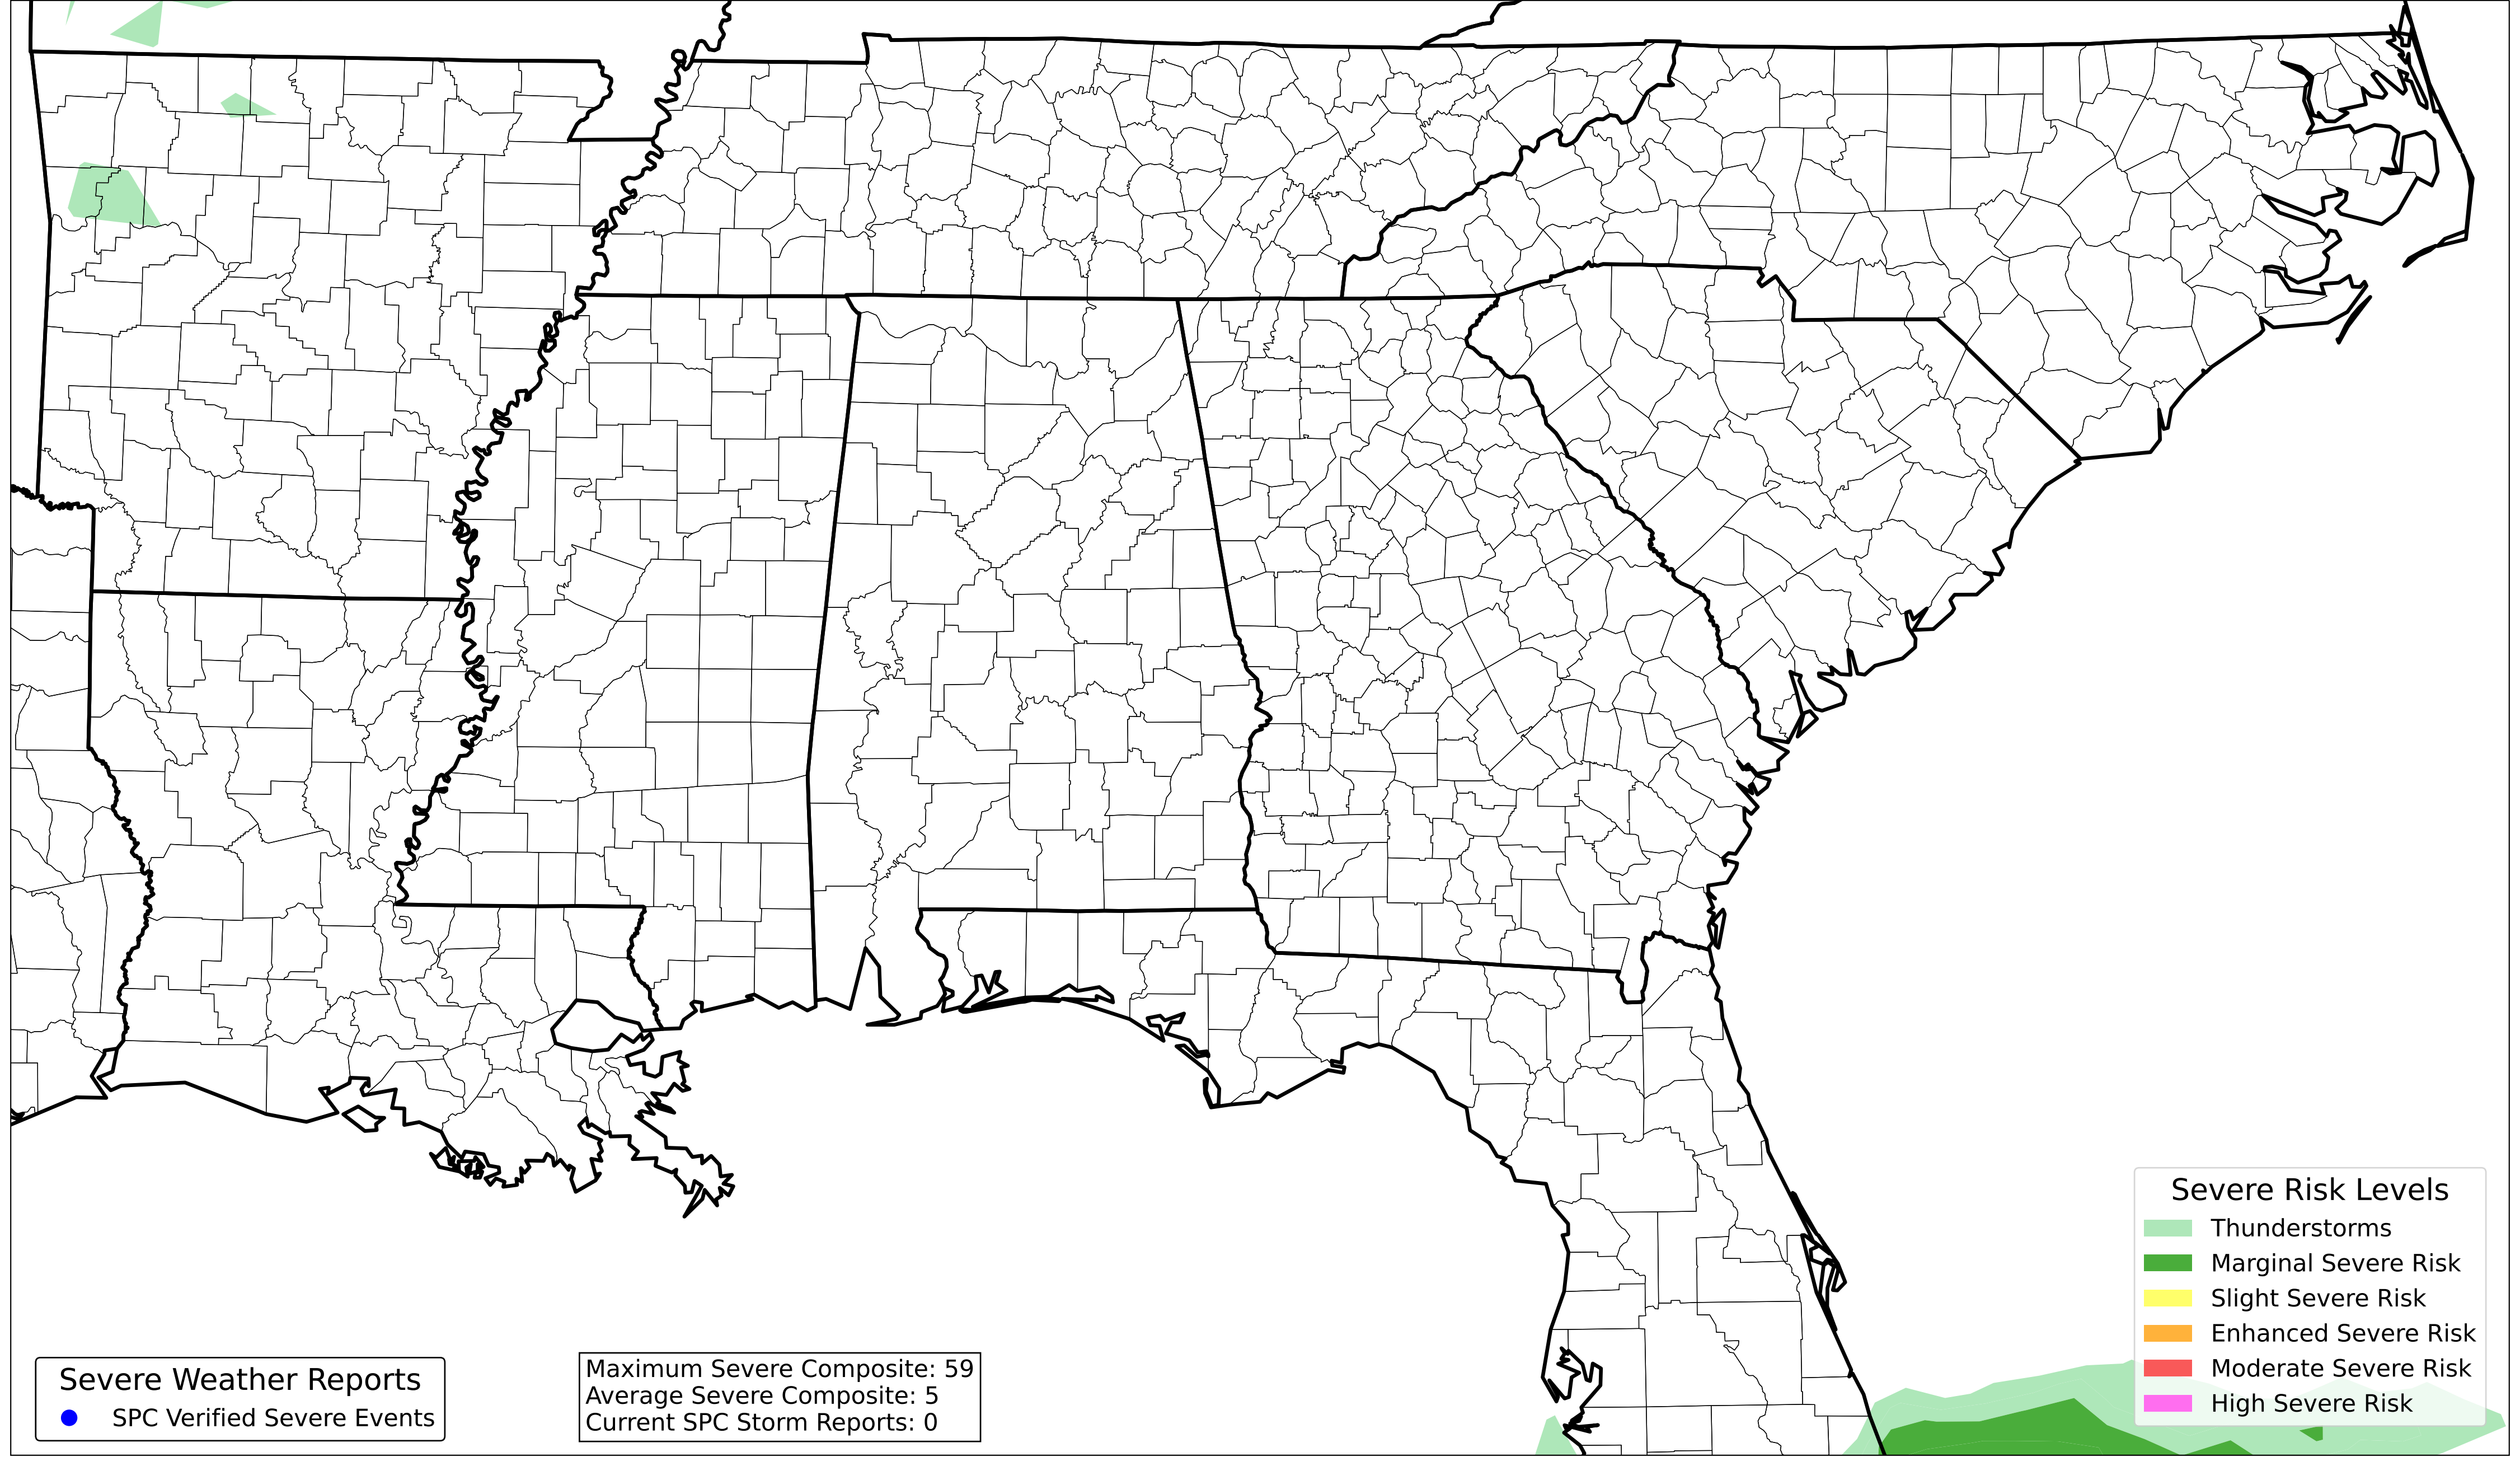 Severe Risk Levels
Thunderstorms
Marginal Severe Risk
Slight Severe Risk
Enhanced Severe Risk
Moderate Severe Risk
High Severe Risk
Severe Weather Reports
SPC Verified Severe Events
Maximum Severe Composite: 59
Average Severe Composite: 5
Current SPC Storm Reports: 0